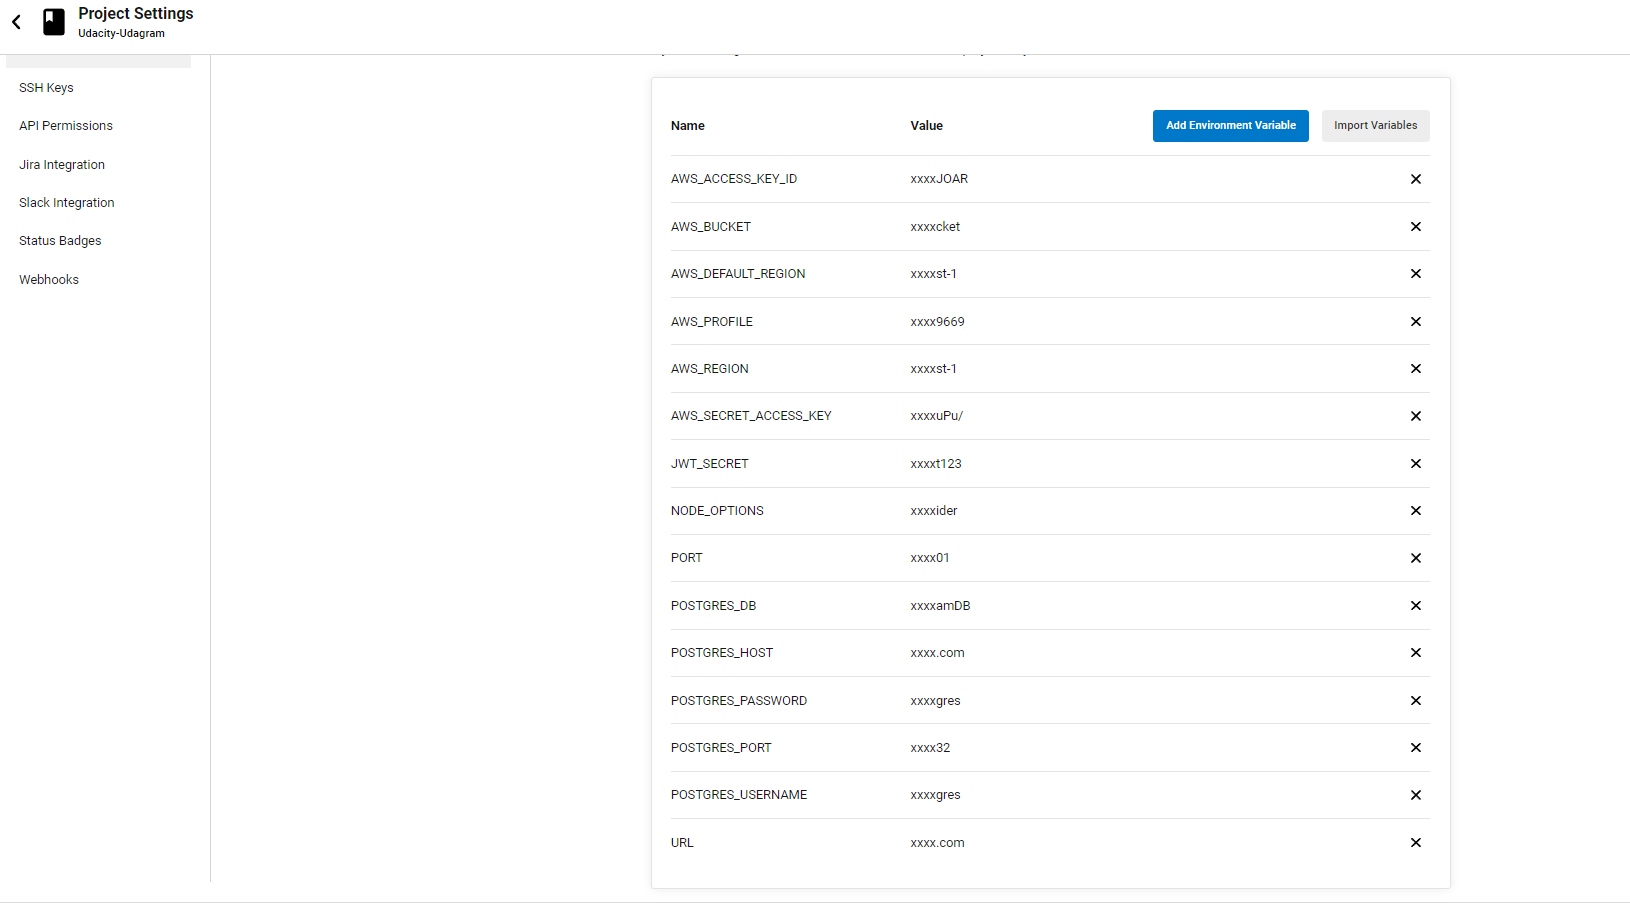 Project Settings
Udacity-Udagram
SSH Keys
API Permissions
Jira Integration
Slack Integration
Status Badges
Webhooks
Name Value Add Environment Variable Import Variables
AWS_ACCESS_KEY_ID xxxxJOAR
AWS_BUCKET xxxxcket
AWS_DEFAULT_REGION xxxxst-1
AWS_PROFILE xxxx9669
AWS_REGION xxxxst-1
AWS_SECRET_ACCESS_KEY xxxxuPu/
JWT_SECRET xxxxt123
NODE_OPTIONS xxxxider
PORT xxxx01
POSTGRES_DB xxxxamDB
POSTGRES_HOST xxxx.com
POSTGRES_PASSWORD xxxxgres
POSTGRES_PORT xxxx32
POSTGRES_USERNAME xxxxgres
URL xxxx.com